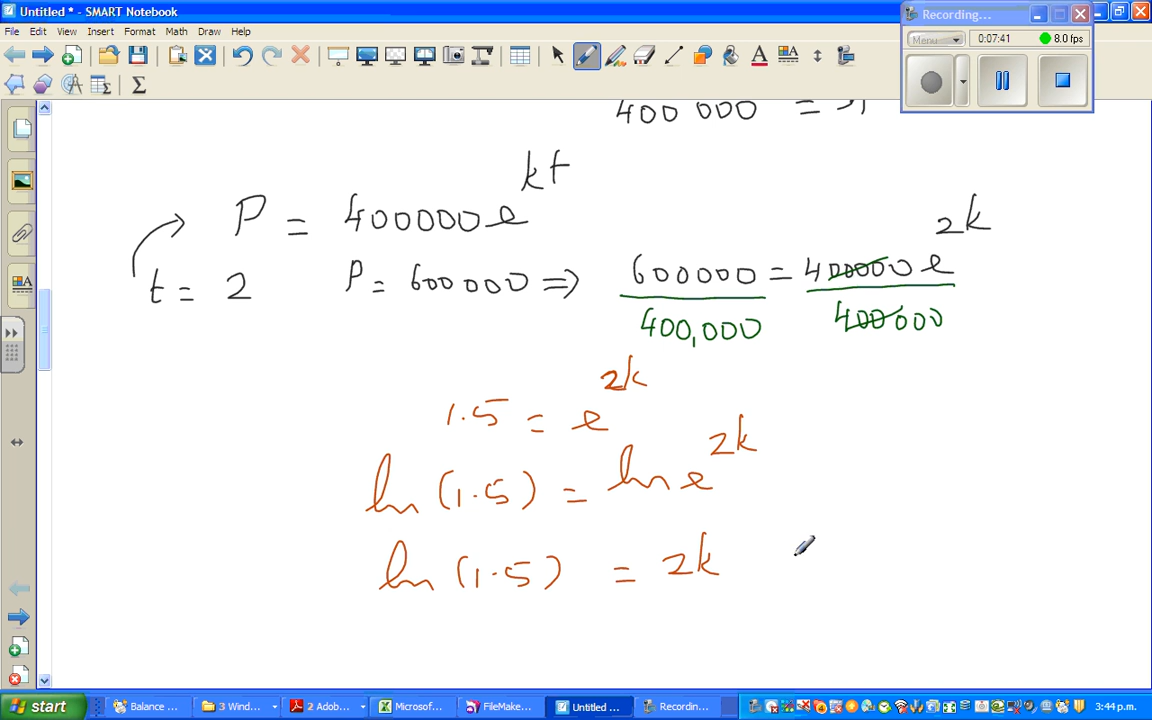 Untitled * - SMART Notebook
Recording...
File Edit View Insert Format Math Draw Help
Menu 0:07:41 8.0 fps
400 000 =
P = 400000 e^kt
t = 2 P = 600 000 ⇒ 600000 / 400,000 = 400000 e^2k / 400000
1.5 = e^2k
ln (1.5) = ln e^2k
ln (1.5) = 2k
start Balance ... 3 Wind... 2 Adob... Microsof... FileMake... Untitled ... Recordin... 3:44 p.m.